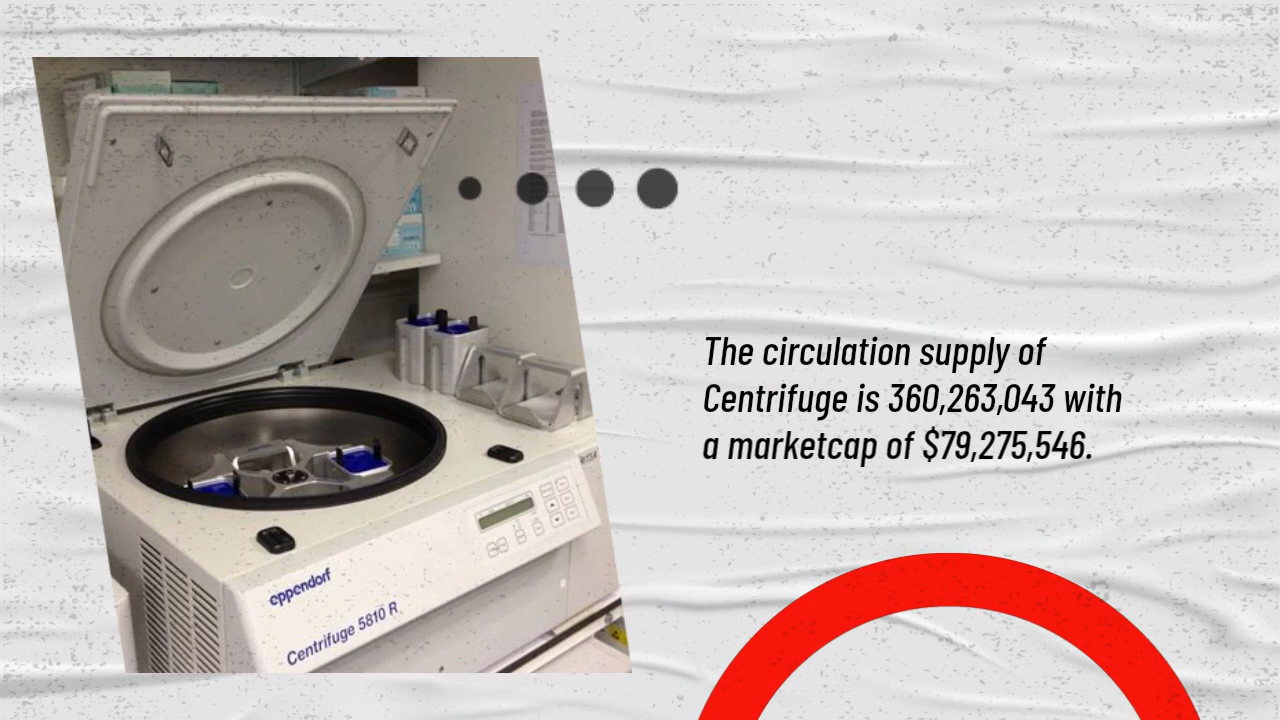 The circulation supply of
Centrifuge is 360,263,043 with
a marketcap of $79,275,546.
eppendorf
Centrifuge 5810 R